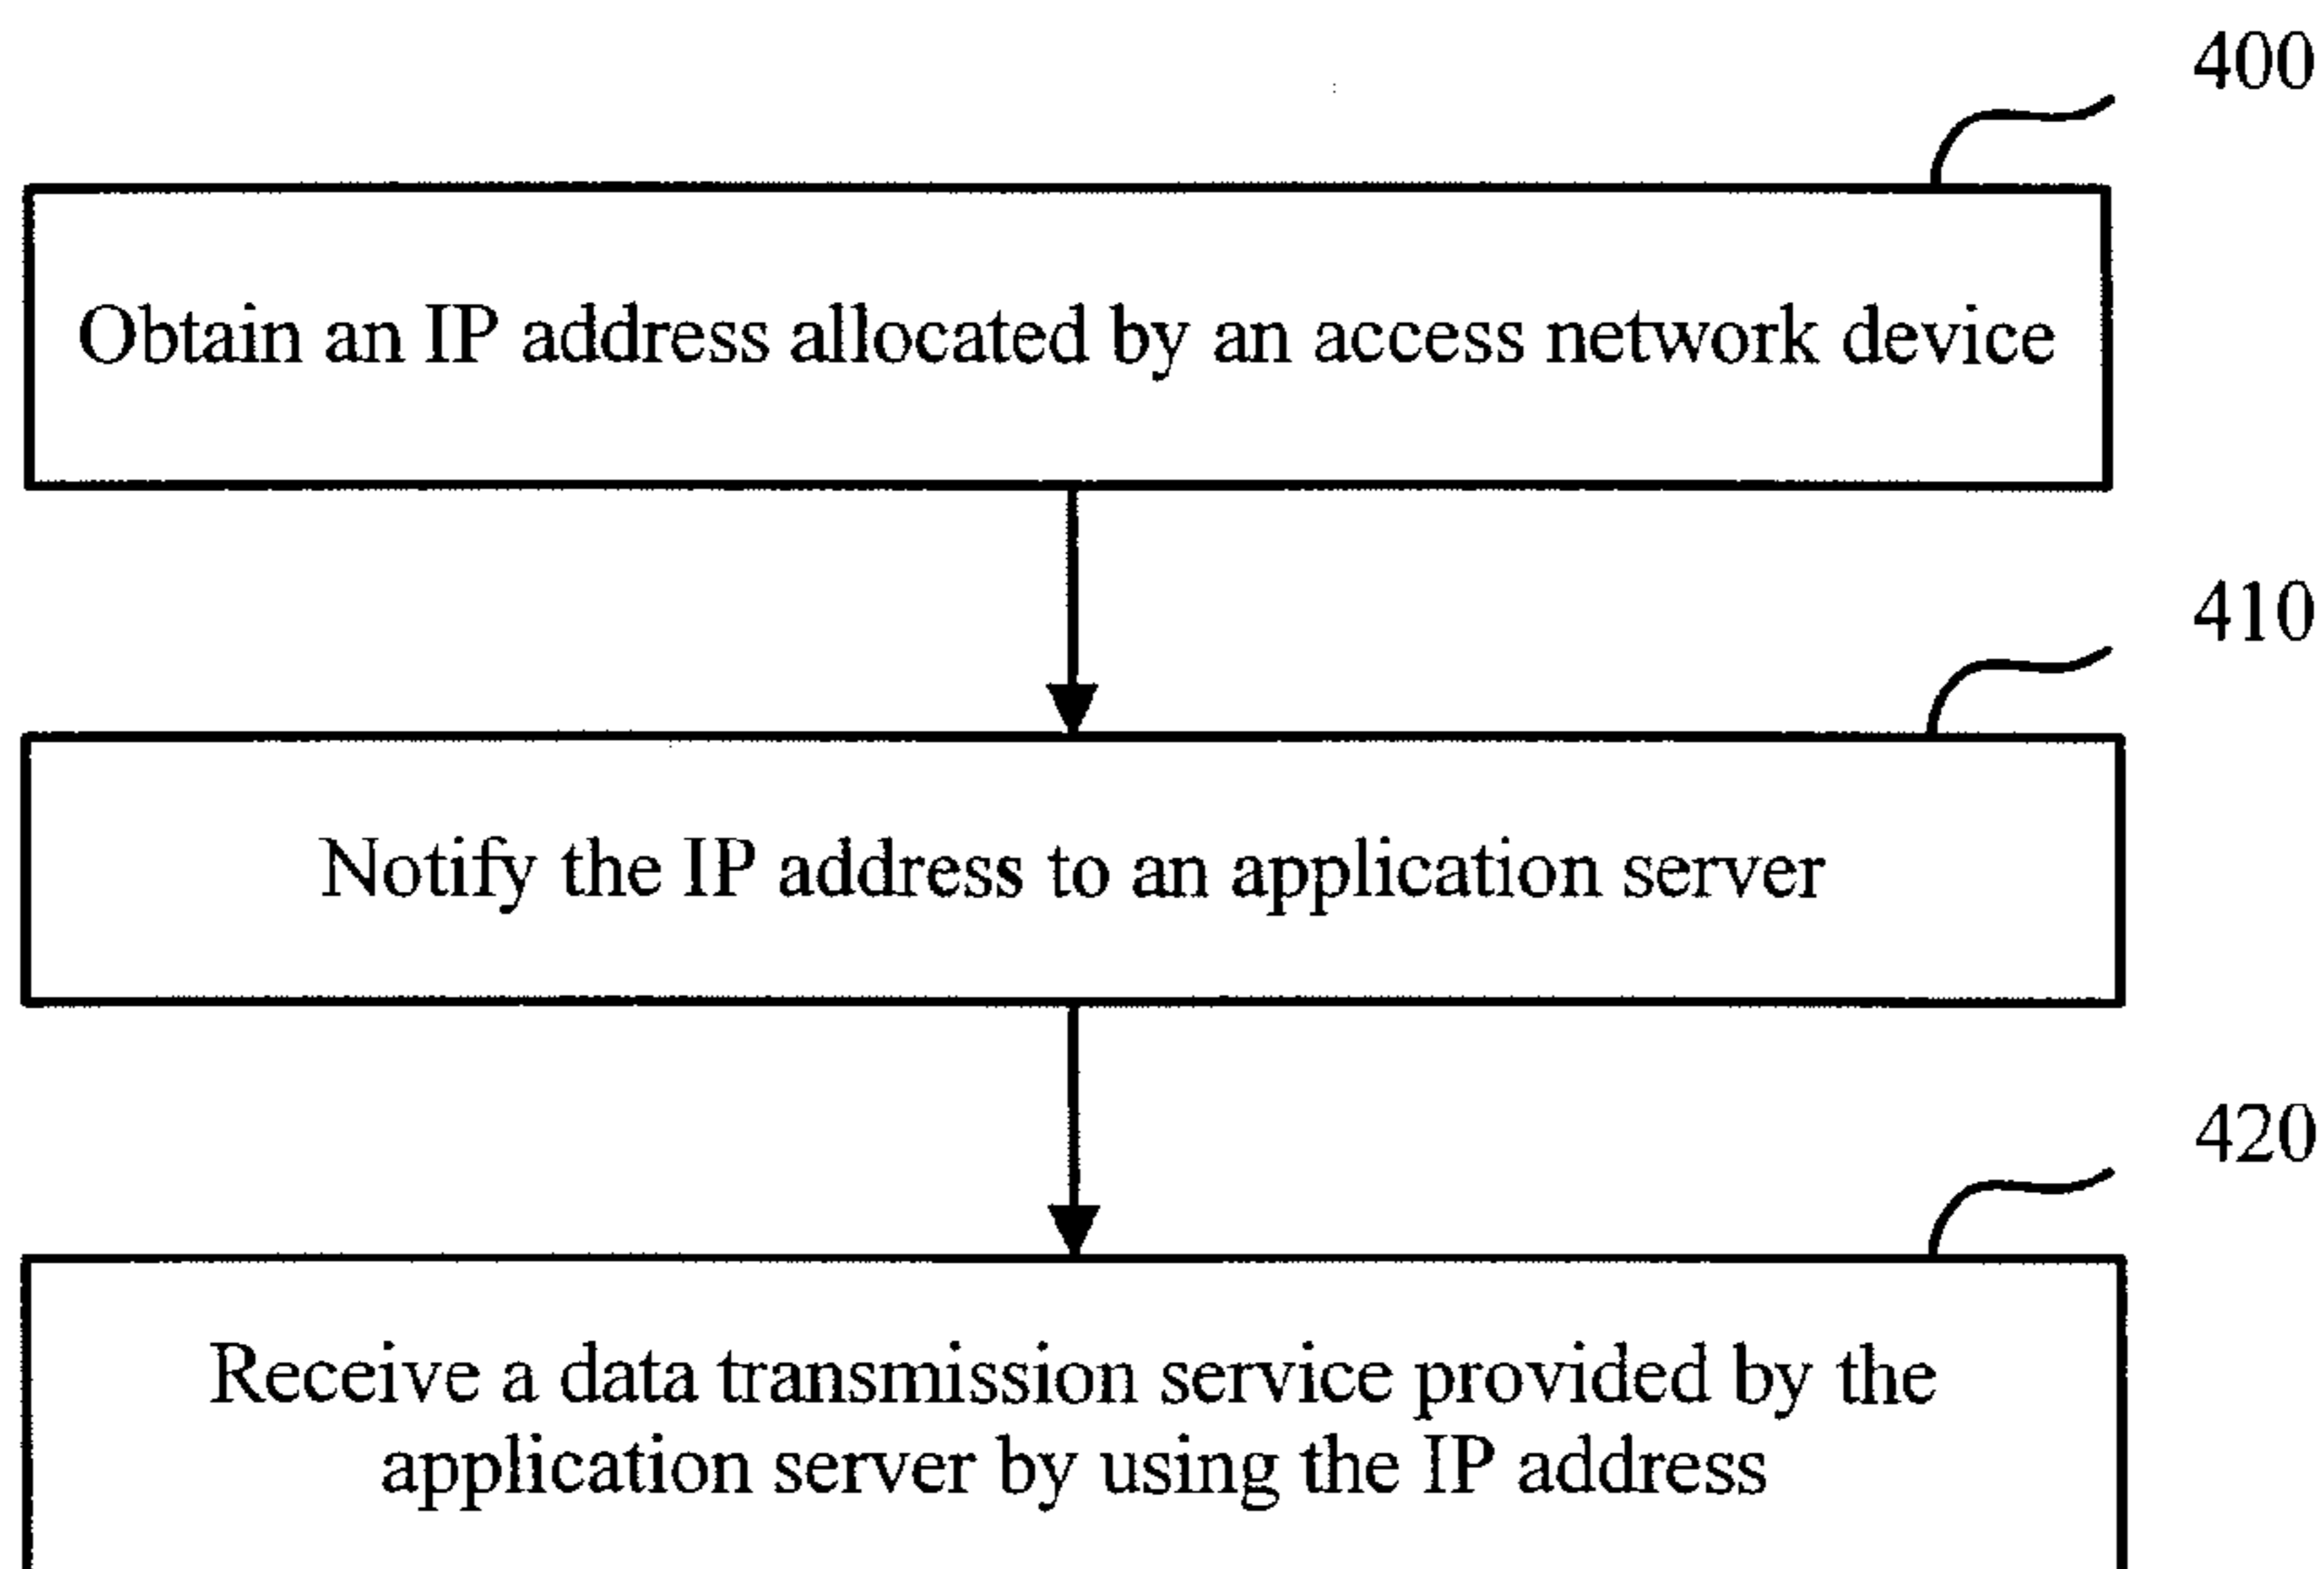 400
Obtain an IP address allocated by an access network device
410
Notify the IP address to an application server
420
Receive a data transmission service provided by the
application server by using the IP address